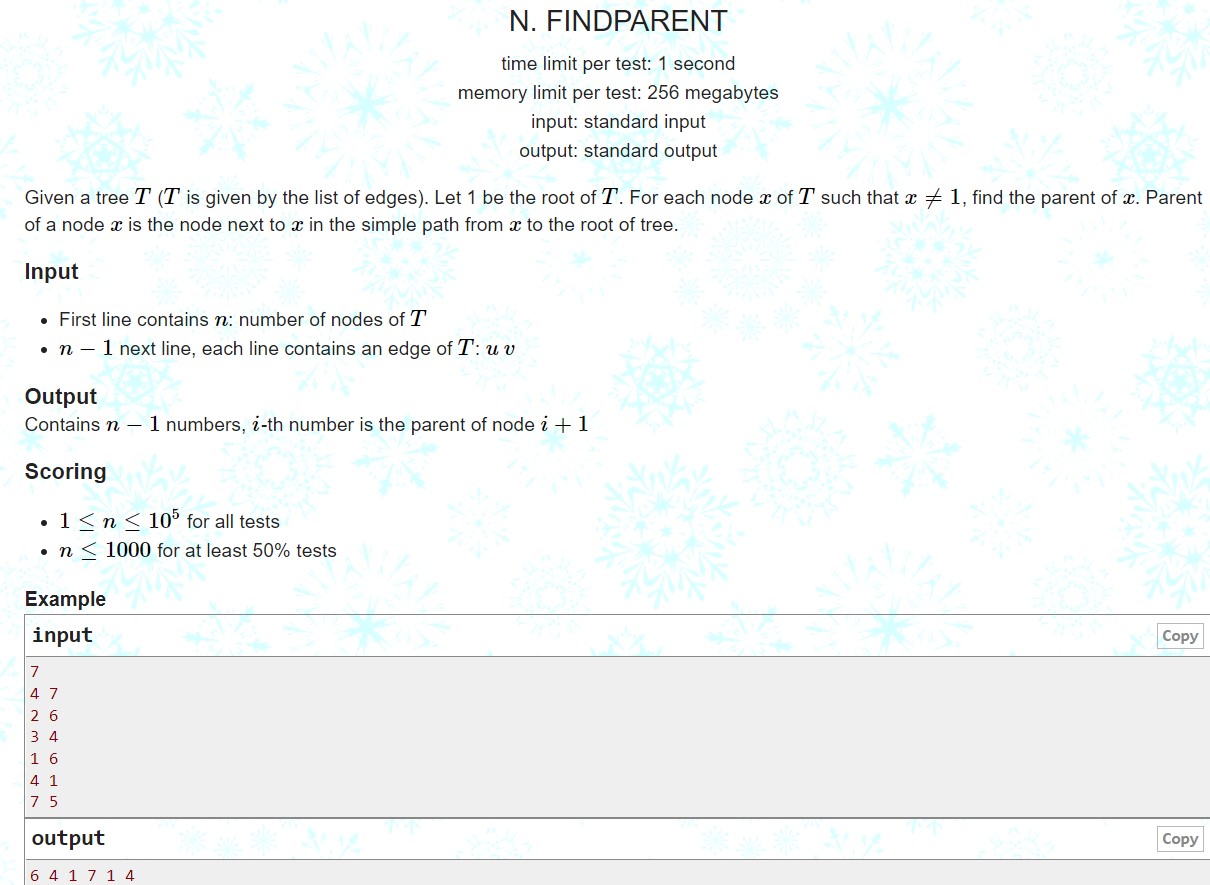 N. FINDPARENT
time limit per test: 1 second
memory limit per test: 256 megabytes
input: standard input
output: standard output
Given a tree T (T is given by the list of edges). Let 1 be the root of T. For each node x of T such that x ≠ 1, find the parent of x. Parent
of a node x is the node next to x in the simple path from x to the root of tree.
Input
• First line contains n: number of nodes of T
• n − 1 next line, each line contains an edge of T: u v
Output
Contains n − 1 numbers, i-th number is the parent of node i + 1
Scoring
• 1 ≤ n ≤ 10⁵ for all tests
• n ≤ 1000 for at least 50% tests
Example
input Copy
7
4 7
2 6
3 4
1 6
4 1
7 5
output Copy
6 4 1 7 1 4